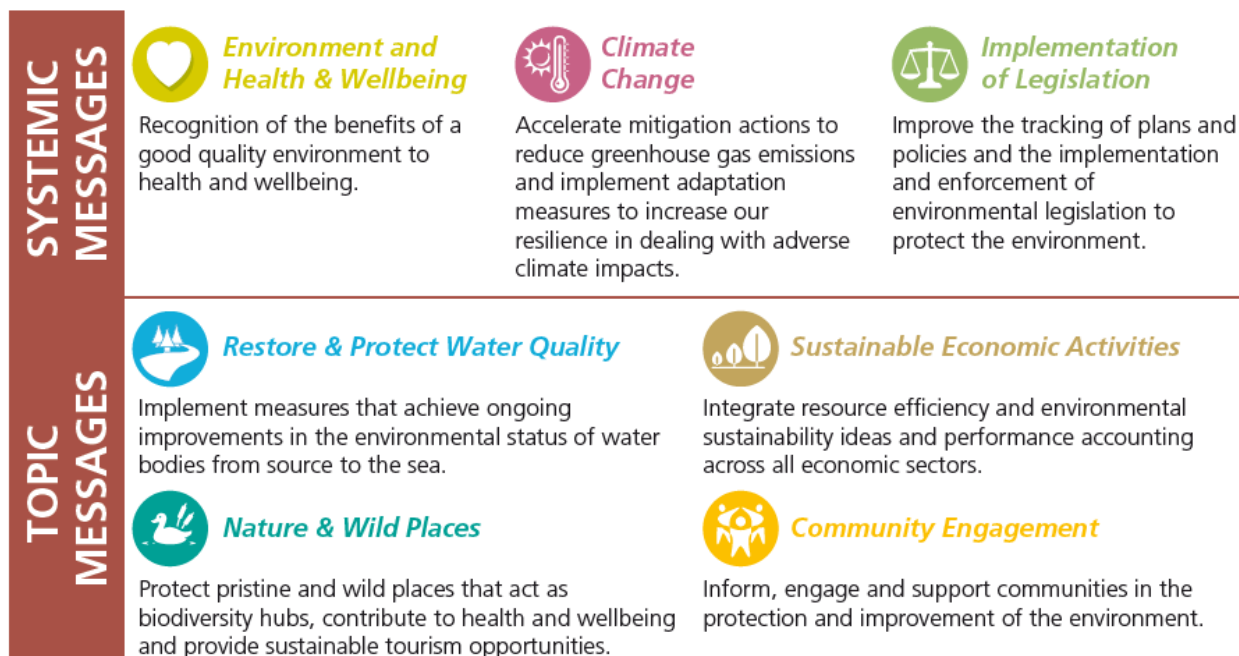 SYSTEMIC
MESSAGES
Environment and
Health & Wellbeing
Recognition of the benefits of a
good quality environment to
health and wellbeing.
Climate
Change
Accelerate mitigation actions to
reduce greenhouse gas emissions
and implement adaptation
measures to increase our
resilience in dealing with adverse
climate impacts.
Implementation
of Legislation
Improve the tracking of plans and
policies and the implementation
and enforcement of
environmental legislation to
protect the environment.
TOPIC
MESSAGES
Restore & Protect Water Quality
Implement measures that achieve ongoing
improvements in the environmental status of water
bodies from source to the sea.
Sustainable Economic Activities
Integrate resource efficiency and environmental
sustainability ideas and performance accounting
across all economic sectors.
Nature & Wild Places
Protect pristine and wild places that act as
biodiversity hubs, contribute to health and wellbeing
and provide sustainable tourism opportunities.
Community Engagement
Inform, engage and support communities in the
protection and improvement of the environment.